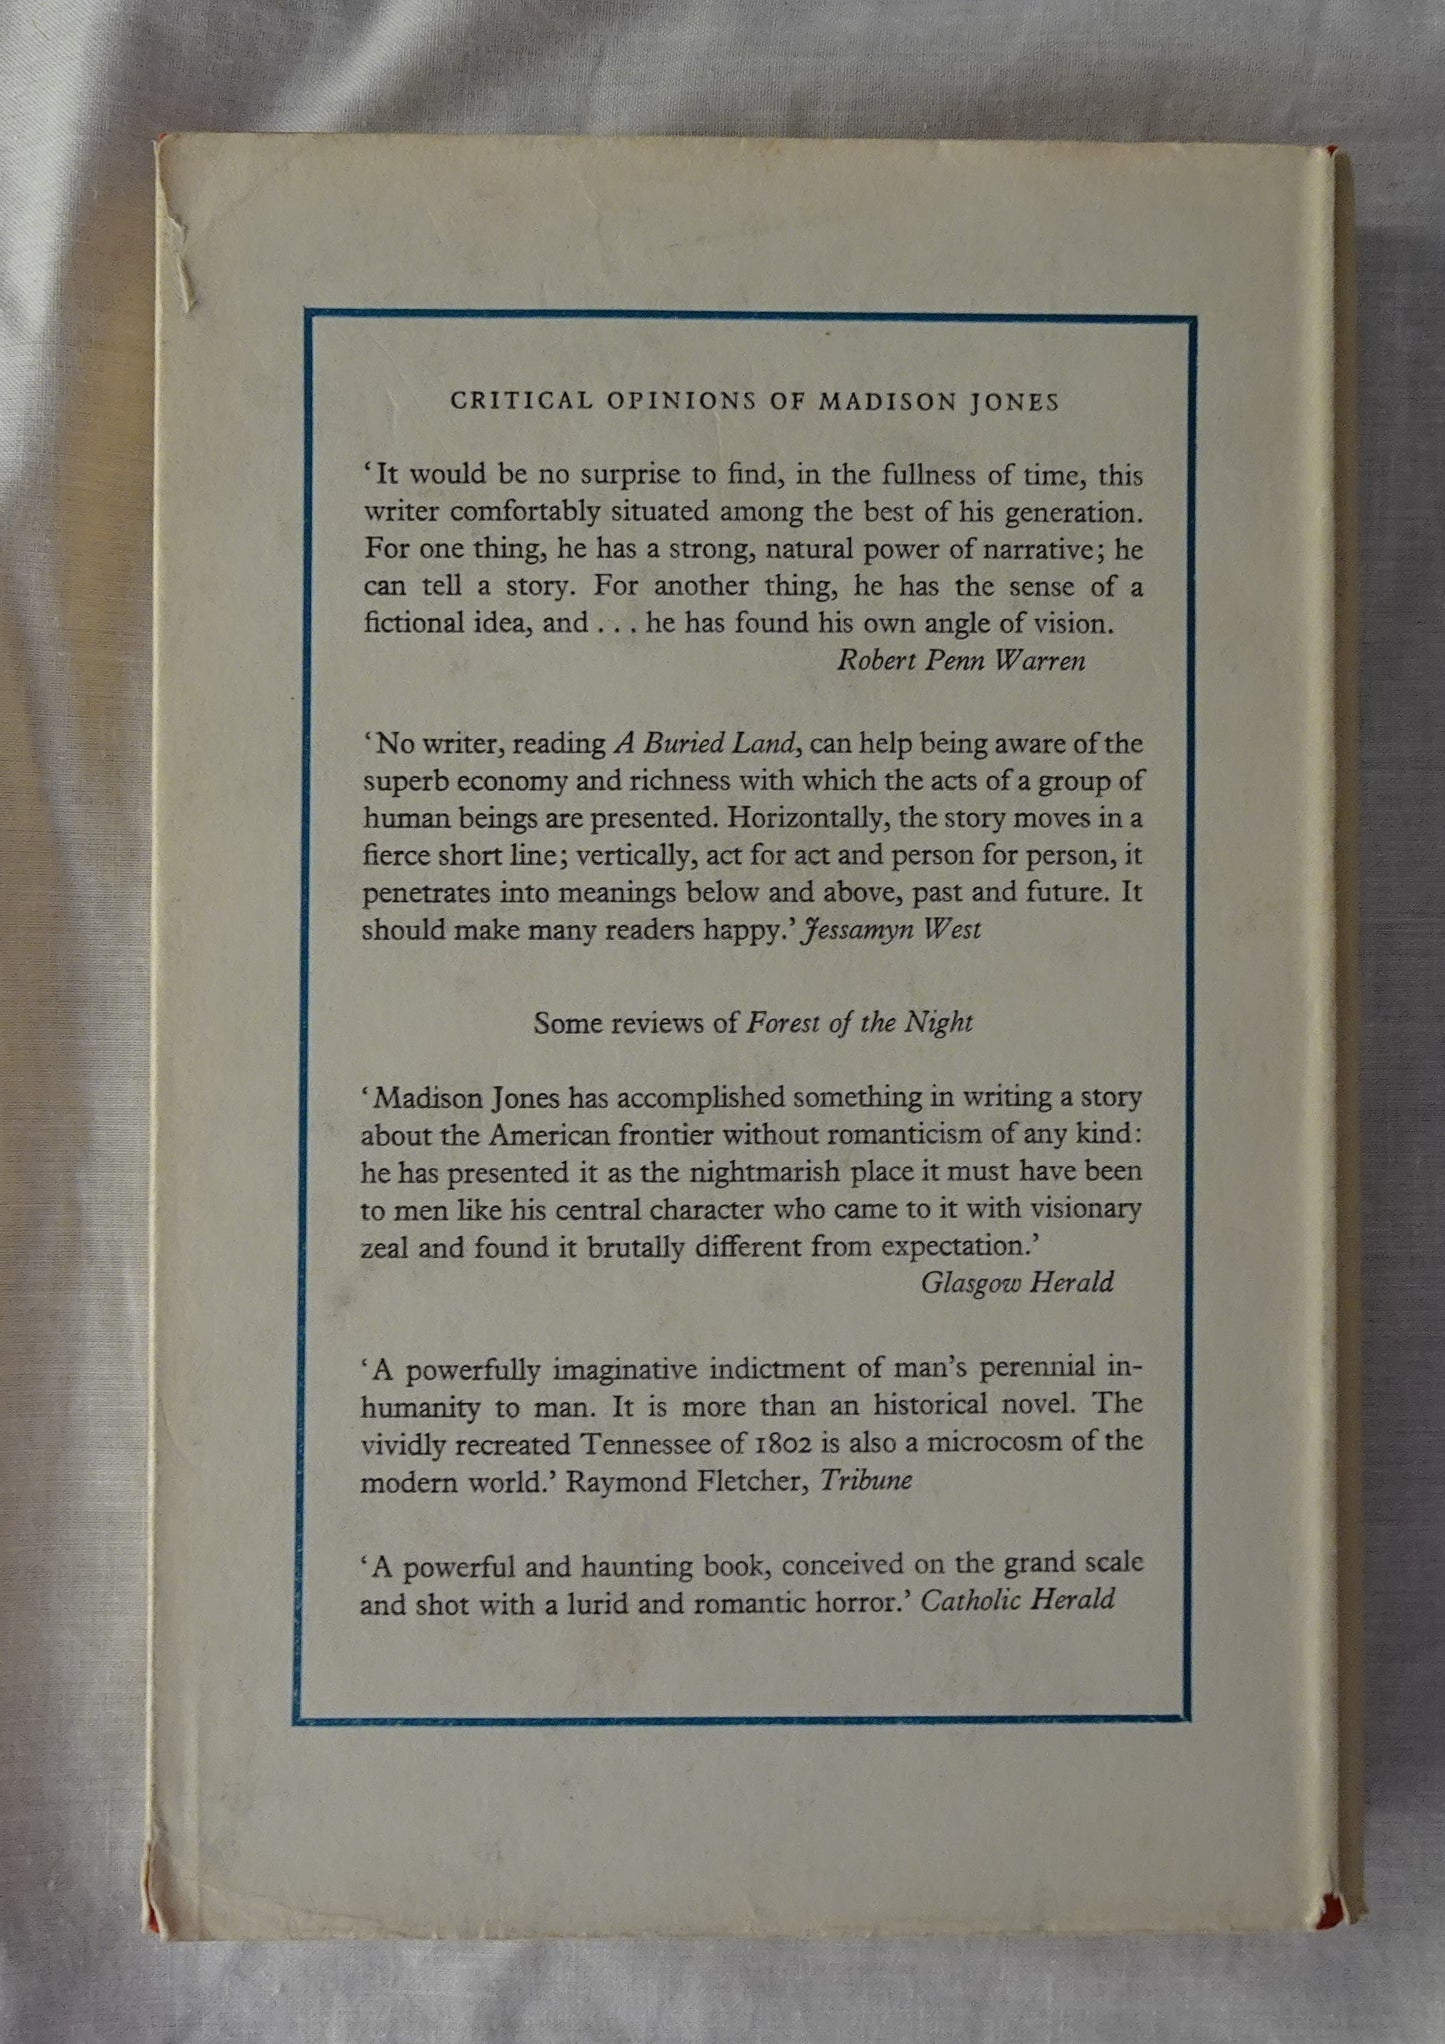 CRITICAL OPINIONS OF MADISON JONES
‘It would be no surprise to find, in the fullness of time, this
writer comfortably situated among the best of his generation.
For one thing, he has a strong, natural power of narrative; he
can tell a story. For another thing, he has the sense of a
fictional idea, and . . . he has found his own angle of vision.
Robert Penn Warren
‘No writer, reading A Buried Land, can help being aware of the
superb economy and richness with which the acts of a group of
human beings are presented. Horizontally, the story moves in a
fierce short line; vertically, act for act and person for person, it
penetrates into meanings below and above, past and future. It
should make many readers happy.’ Jessamyn West
Some reviews of Forest of the Night
‘Madison Jones has accomplished something in writing a story
about the American frontier without romanticism of any kind:
he has presented it as the nightmarish place it must have been
to men like his central character who came to it with visionary
zeal and found it brutally different from expectation.’
Glasgow Herald
‘A powerfully imaginative indictment of man’s perennial in-
humanity to man. It is more than an historical novel. The
vividly recreated Tennessee of 1802 is also a microcosm of the
modern world.’ Raymond Fletcher, Tribune
‘A powerful and haunting book, conceived on the grand scale
and shot with a lurid and romantic horror.’ Catholic Herald